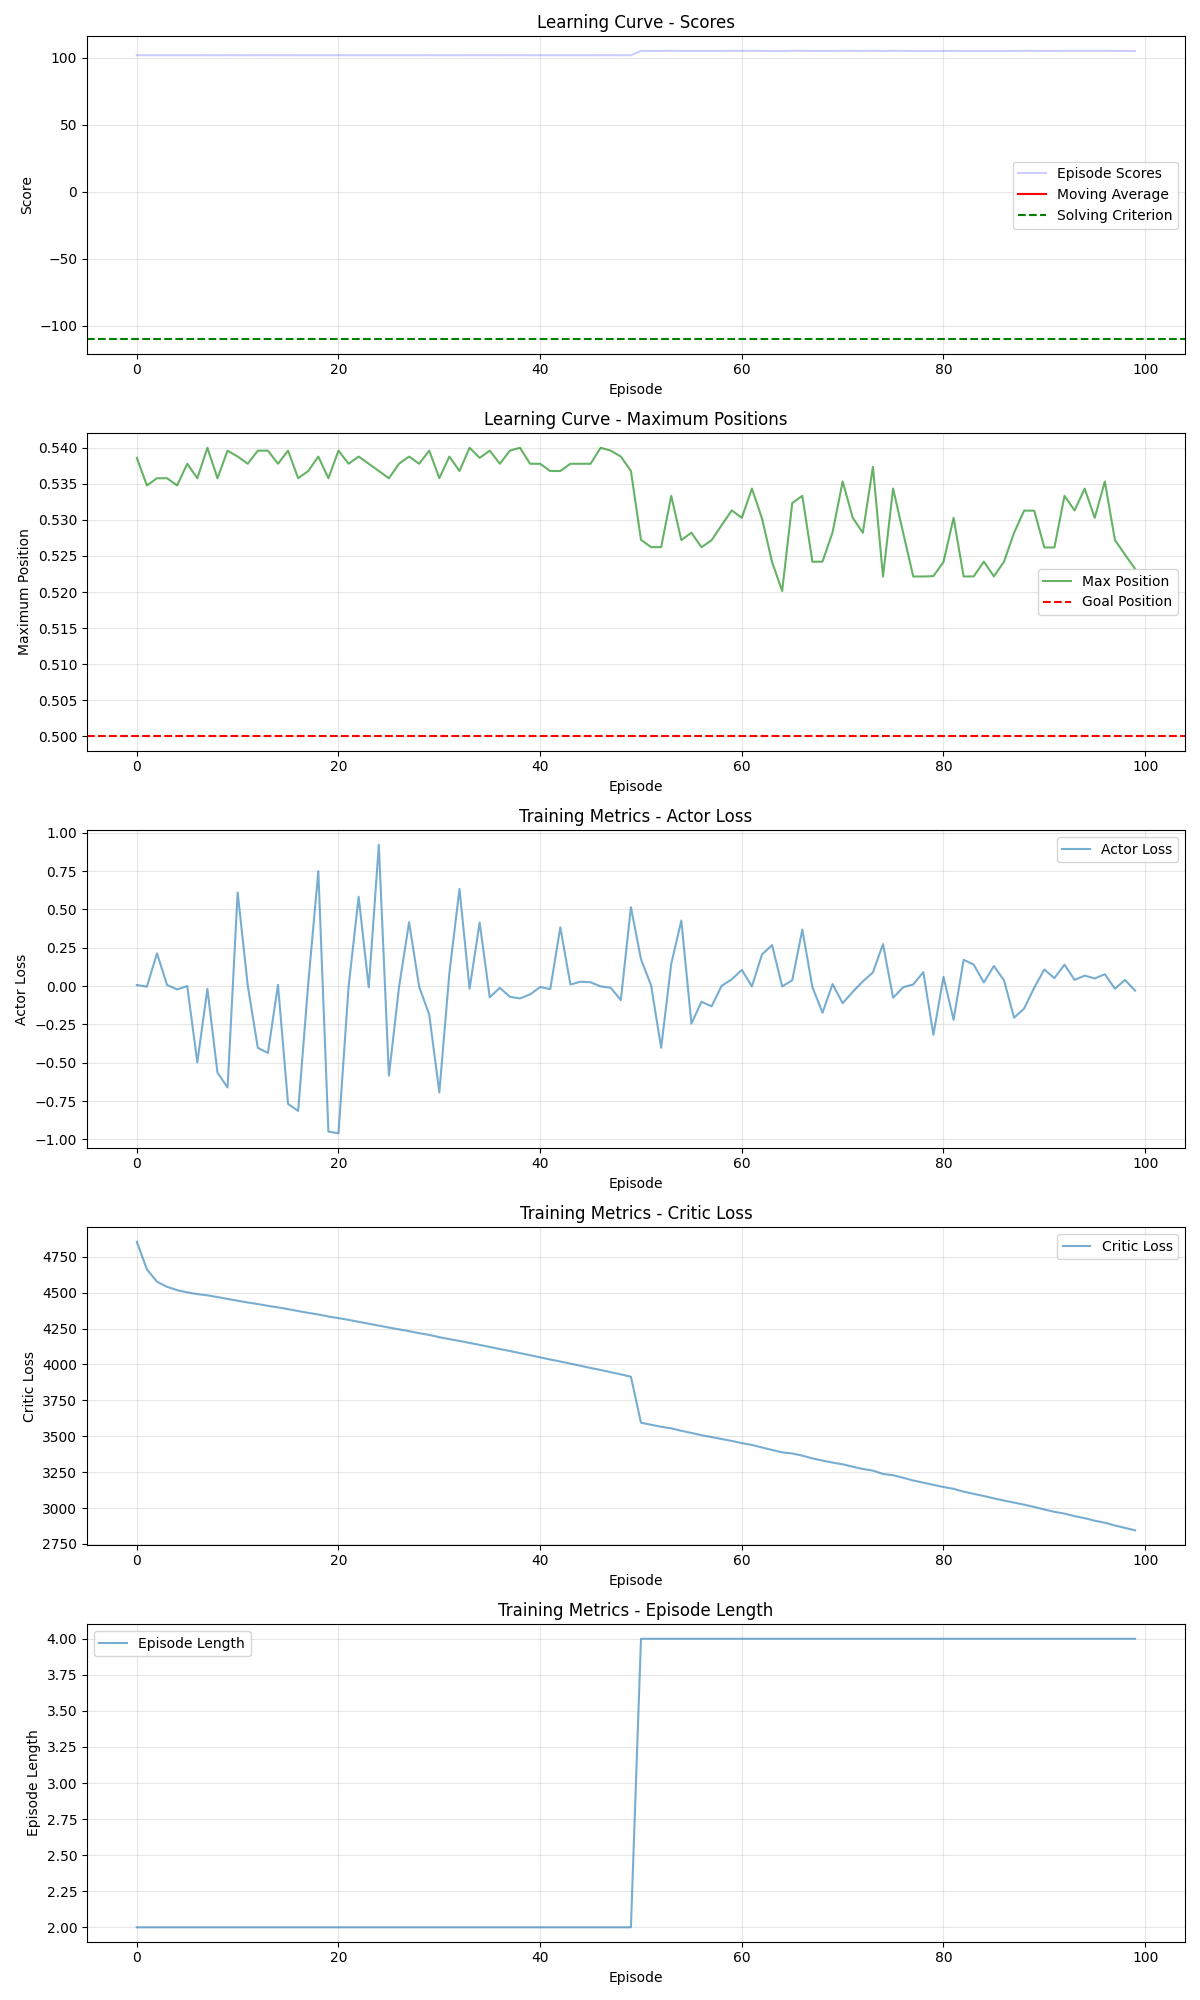 Learning Curve - Scores
100
50
0
−50
−100
Score
Episode Scores
Moving Average
Solving Criterion
0 20 40 60 80 100
Episode
Learning Curve - Maximum Positions
0.540
0.535
0.530
0.525
0.520
0.515
0.510
0.505
0.500
Maximum Position
Max Position
Goal Position
0 20 40 60 80 100
Episode
Training Metrics - Actor Loss
1.00
0.75
0.50
0.25
0.00
−0.25
−0.50
−0.75
−1.00
Actor Loss
Actor Loss
0 20 40 60 80 100
Episode
Training Metrics - Critic Loss
4750
4500
4250
4000
3750
3500
3250
3000
2750
Critic Loss
Critic Loss
0 20 40 60 80 100
Episode
Training Metrics - Episode Length
4.00
3.75
3.50
3.25
3.00
2.75
2.50
2.25
2.00
Episode Length
Episode Length
0 20 40 60 80 100
Episode